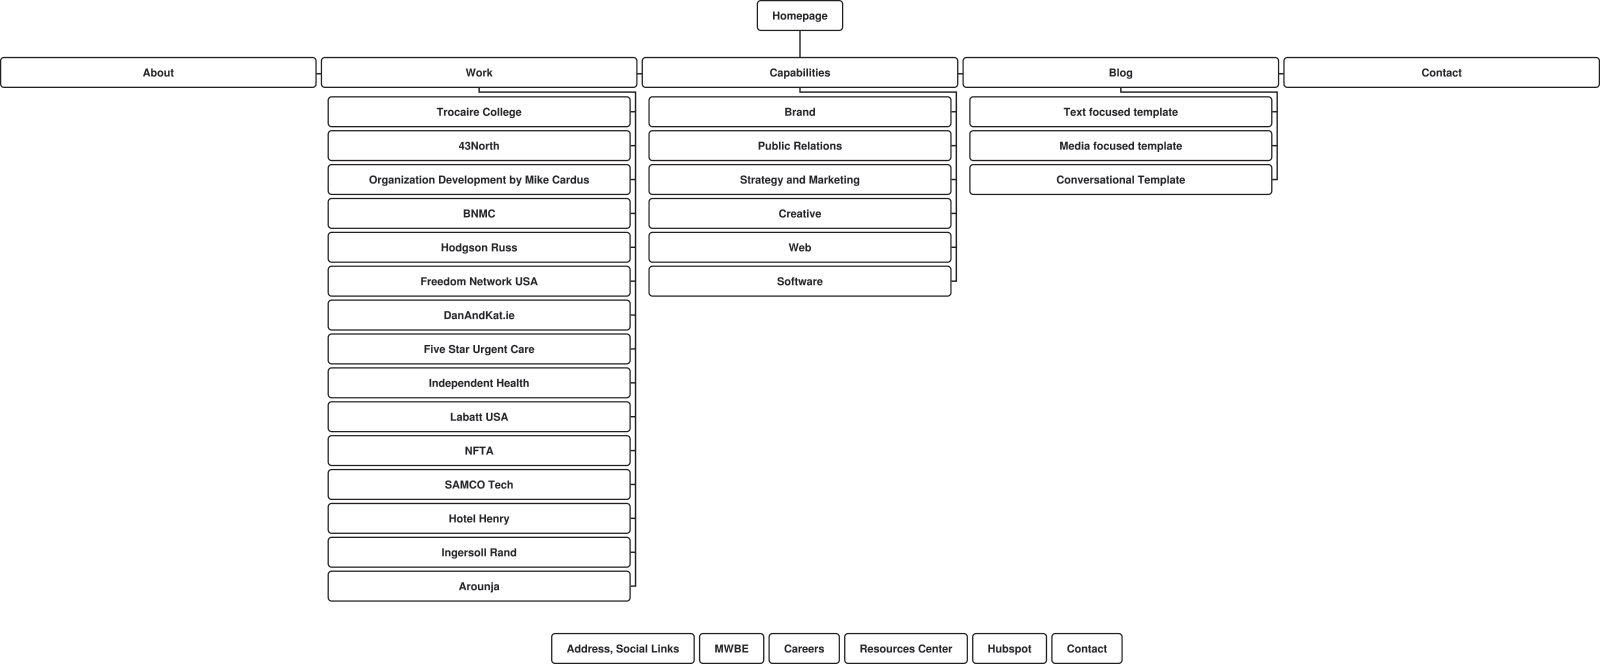 Homepage
About
Work
Capabilities
Blog
Contact
Trocaire College
43North
Organization Development by Mike Cardus
BNMC
Hodgson Russ
Freedom Network USA
DanAndKat.ie
Five Star Urgent Care
Independent Health
Labatt USA
NFTA
SAMCO Tech
Hotel Henry
Ingersoll Rand
Arounja
Brand
Public Relations
Strategy and Marketing
Creative
Web
Software
Text focused template
Media focused template
Conversational Template
Address, Social Links
MWBE
Careers
Resources Center
Hubspot
Contact